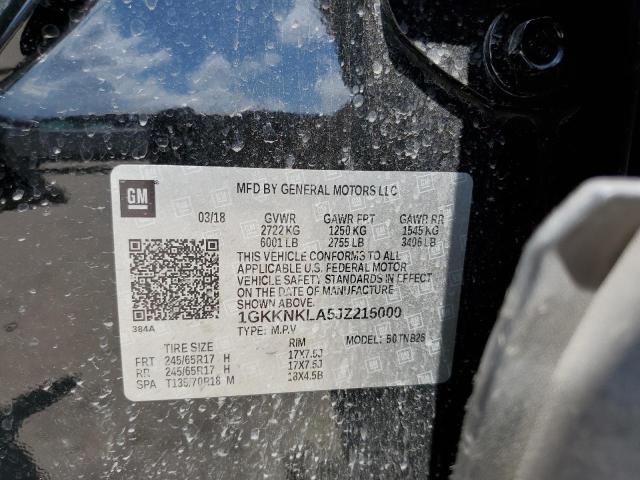 GM
MFD BY GENERAL MOTORS LLC
03/18 GVWR GAWR FRT GAWR RR
2722 KG 1250 KG 1545 KG
6001 LB 2755 LB 3406 LB
THIS VEHICLE CONFORMS TO ALL
APPLICABLE U.S. FEDERAL MOTOR
VEHICLE SAFETY STANDARDS IN EFFECT
ON THE DATE OF MANUFACTURE
SHOWN ABOVE.
384A 1GKKNKLA5JZ215000
TYPE: M.P.V MODEL:
TIRE SIZE RIM
FRT 245/65R17 H 17X7.5J
RR 245/65R17 H 17X7.5J
SPA T135/70R18 M 18X4.5B